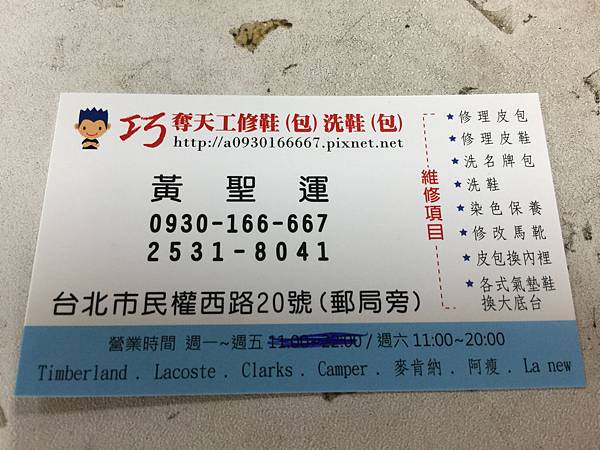 巧奪天工修鞋(包)洗鞋(包)
http://a0930166667.pixnet.net
黃聖運
0930-166-667
2531-8041
台北市民權西路20號(郵局旁)
維修項目
★修理皮包
★修理皮鞋
★洗名牌包
★洗鞋
★染色保養
★修改馬靴
★皮包換內裡
★各式氣墊鞋
換大底台
營業時間 週一~週五 11:00~22:00 / 週六 11:00~20:00
Timberland . Lacoste . Clarks . Camper . 麥肯納 . 阿瘦 . La new